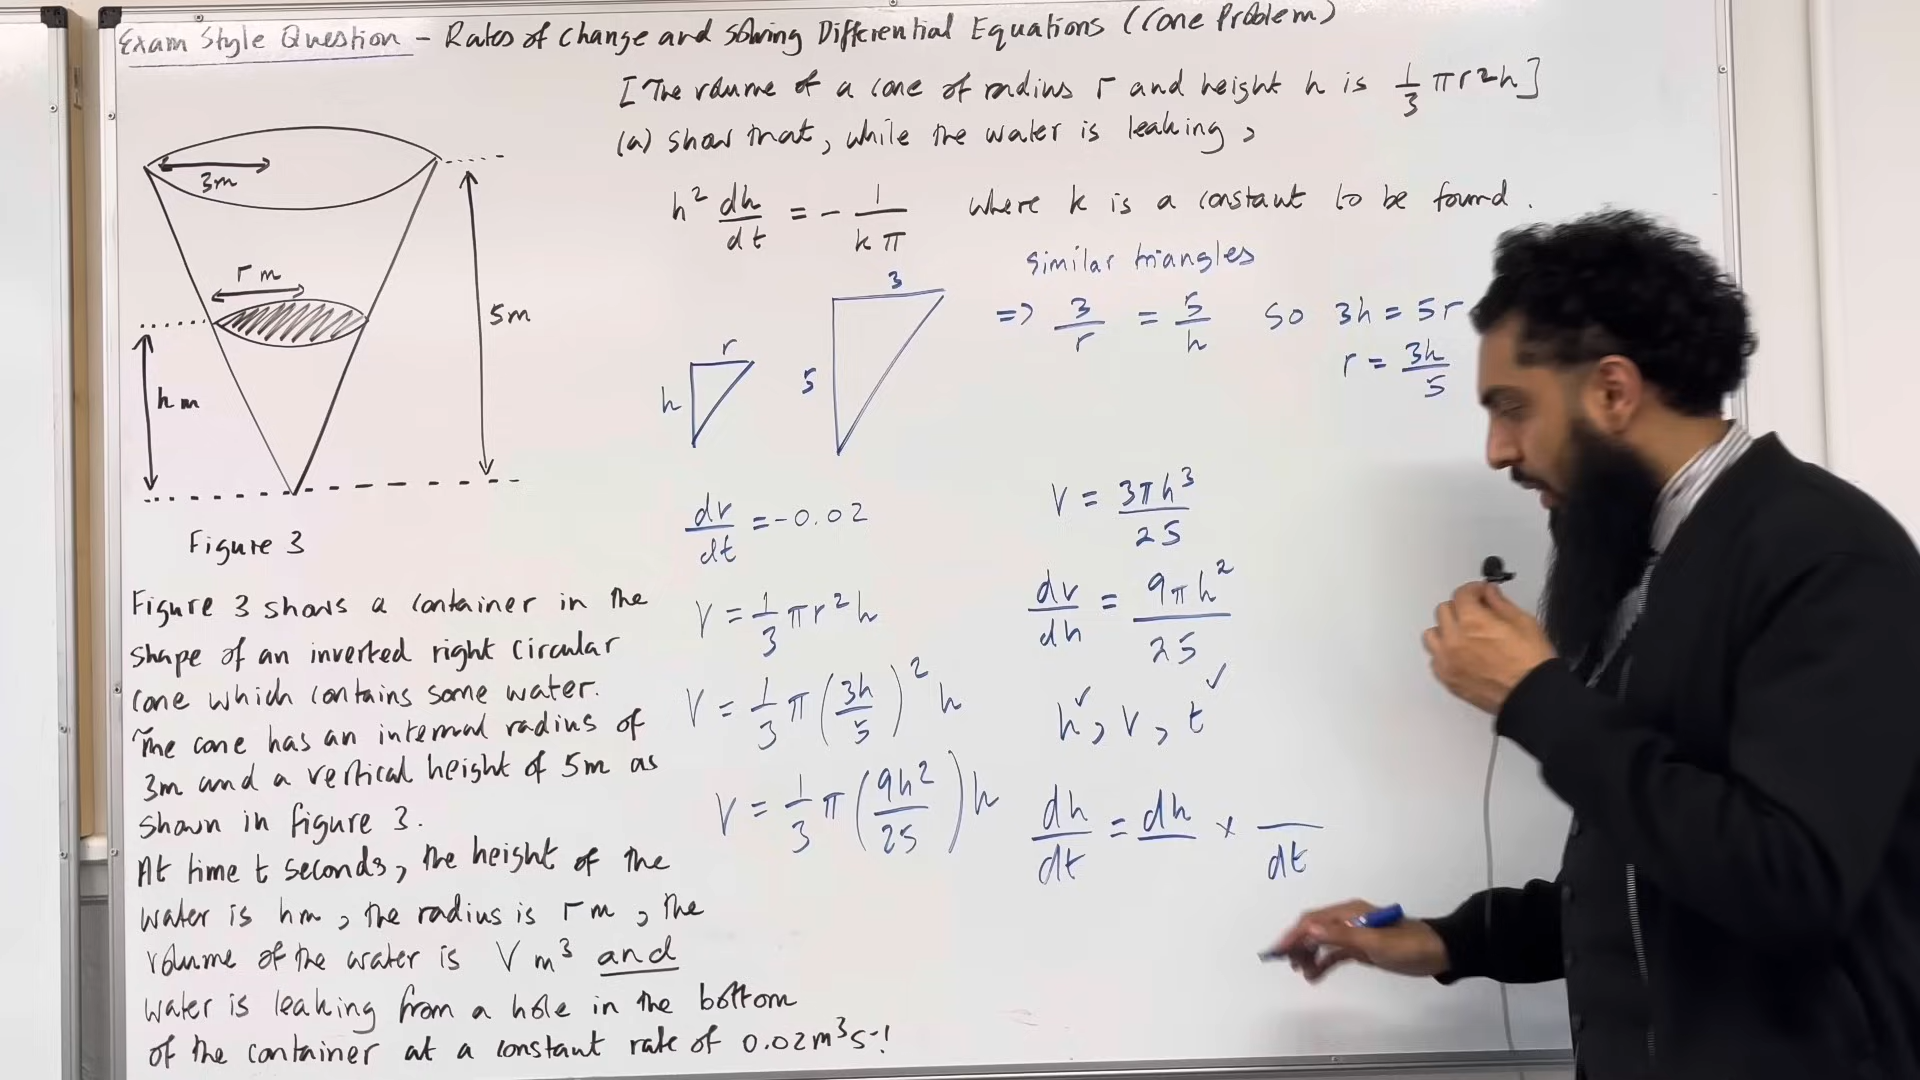 Exam Style Question - Rates of change and solving Differential Equations (Cone Problem)
[The volume of a cone of radius r and height h is 1/3 πr²h]
(a) show that, while the water is leaking,
h² dh/dt = - 1/kπ where k is a constant to be found.
3m
r m
5m
h m
Figure 3
Figure 3 shows a container in the
shape of an inverted right circular
cone which contains some water.
The cone has an internal radius of
3m and a vertical height of 5m as
shown in figure 3.
At time t seconds, the height of the
water is hm, the radius is rm, the
volume of the water is V m³ and
water is leaking from a hole in the bottom
of the container at a constant rate of 0.02m³s⁻¹.
similar triangles
3
r
h
5
=> 3/r = 5/h so 3h = 5r
r = 3h/5
dv/dt = -0.02
V = 1/3 πr²h
V = 1/3 π (3h/5)² h
V = 1/3 π (9h²/25) h
V = 3πh³/25
dv/dh = 9πh²/25
✓ ✓
h, V, t
dh/dt = dh/ × /dt